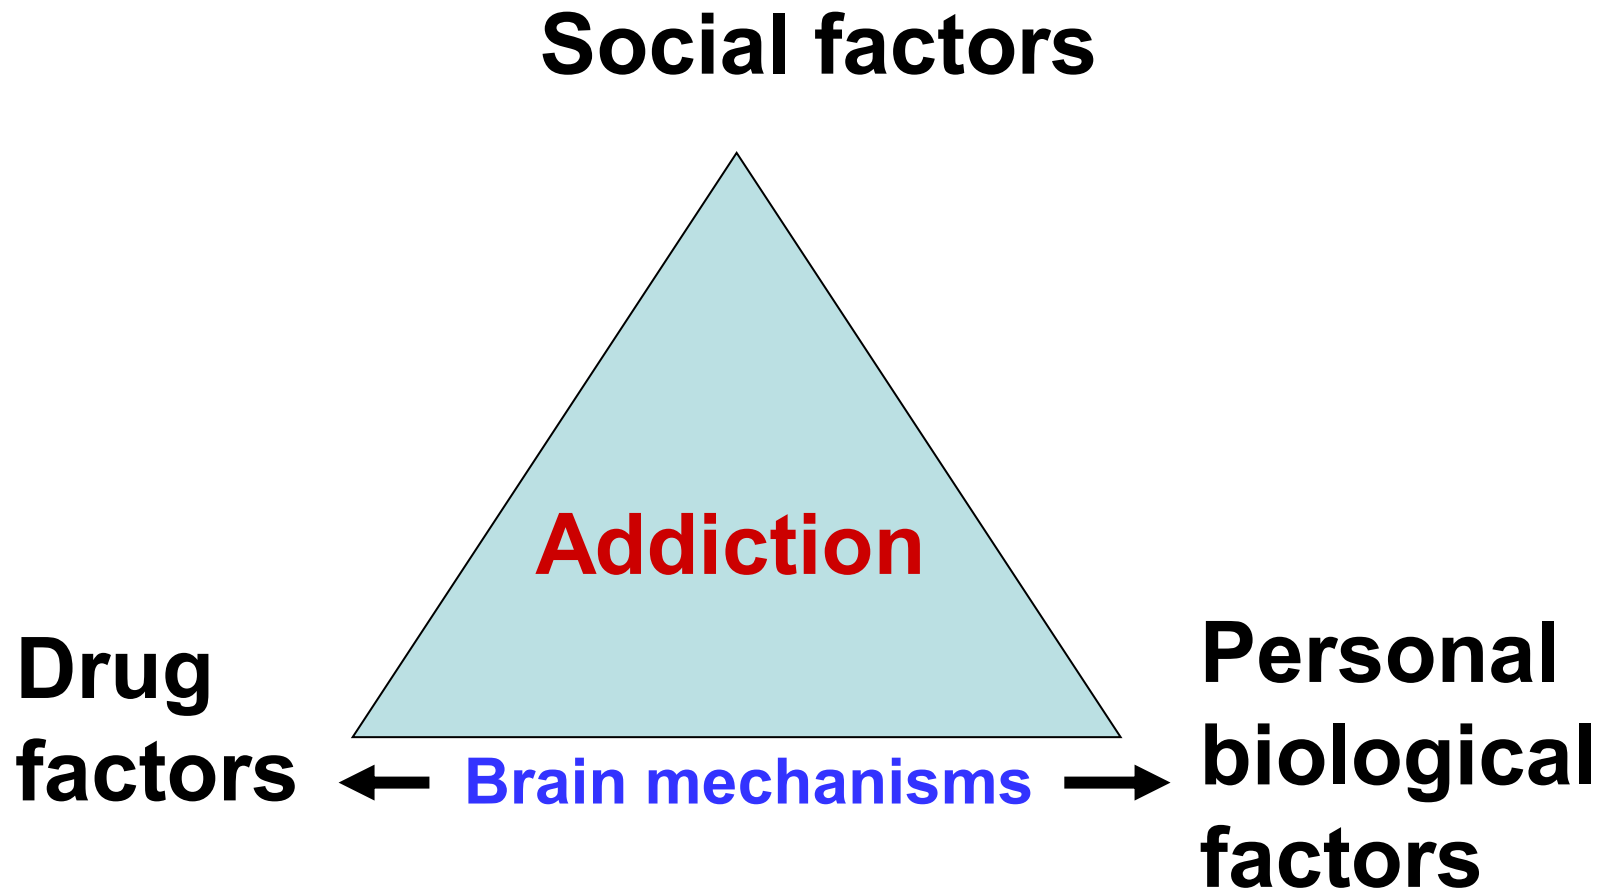 Social factors
Addiction
Drug
factors
Brain mechanisms
Personal
biological
factors